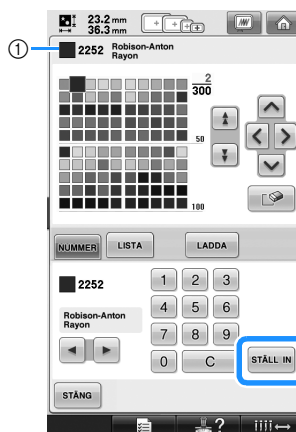 23.2 mm
36.3 mm
1
2252 Robison-Anton
Rayon
2
300
50
100
NUMMER LISTA LADDA
2252
Robison-Anton
Rayon
1 2 3
4 5 6
7 8 9
0 C
STÄLL IN
STÄNG
?